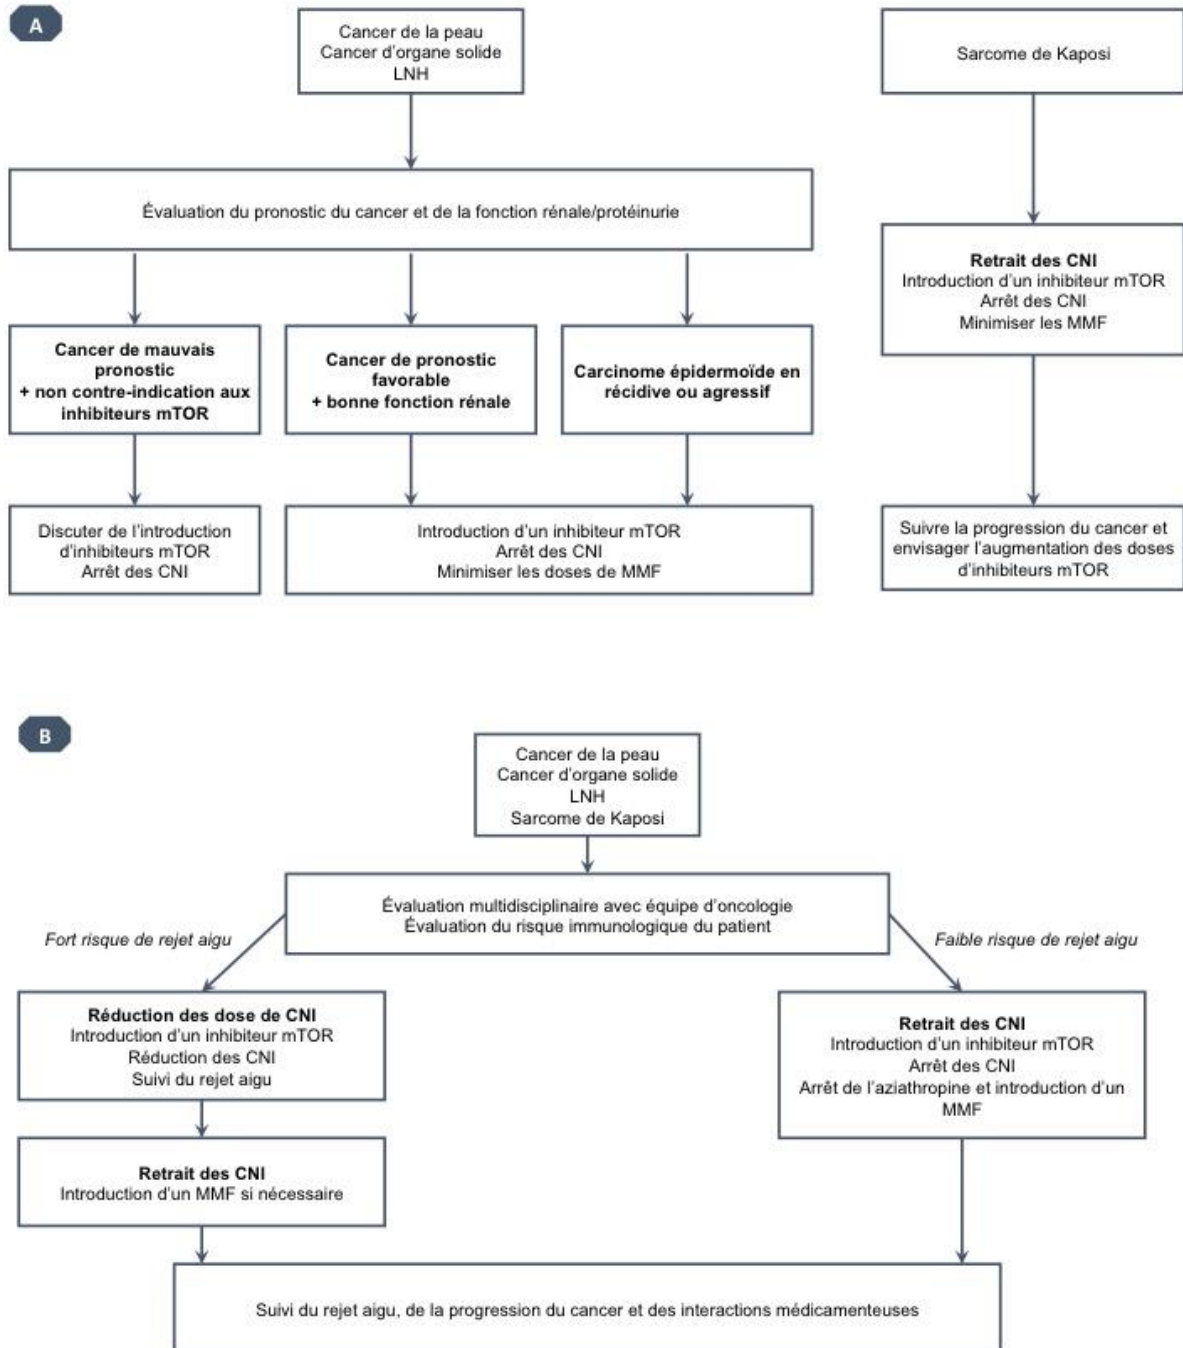 A
Cancer de la peau
Cancer d'organe solide
LNH
Sarcome de Kaposi
Évaluation du pronostic du cancer et de la fonction rénale/protéinurie
Retrait des CNI
Introduction d'un inhibiteur mTOR
Arrêt des CNI
Minimiser les MMF
Cancer de mauvais
pronostic
+ non contre-indication aux
inhibiteurs mTOR
Cancer de pronostic
favorable
+ bonne fonction rénale
Carcinome épidermoïde en
récidive ou agressif
Discuter de l'introduction
d'inhibiteurs mTOR
Arrêt des CNI
Introduction d'un inhibiteur mTOR
Arrêt des CNI
Minimiser les doses de MMF
Suivre la progression du cancer et
envisager l'augmentation des doses
d'inhibiteurs mTOR
B
Cancer de la peau
Cancer d'organe solide
LNH
Sarcome de Kaposi
Évaluation multidisciplinaire avec équipe d'oncologie
Évaluation du risque immunologique du patient
Fort risque de rejet aigu
Faible risque de rejet aigu
Réduction des dose de CNI
Introduction d'un inhibiteur mTOR
Réduction des CNI
Suivi du rejet aigu
Retrait des CNI
Introduction d'un inhibiteur mTOR
Arrêt des CNI
Arrêt de l'aziathropine et introduction d'un
MMF
Retrait des CNI
Introduction d'un MMF si nécessaire
Suivi du rejet aigu, de la progression du cancer et des interactions médicamenteuses